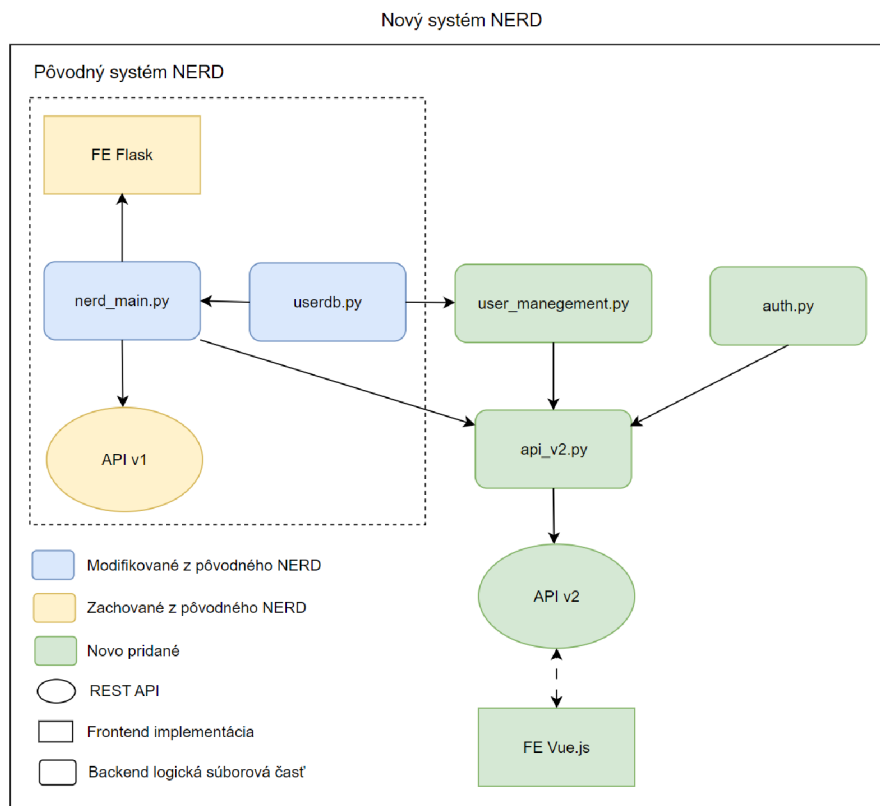 Nový systém NERD
Pôvodný systém NERD
FE Flask
nerd_main.py
userdb.py
user_manegement.py
auth.py
API v1
api_v2.py
API v2
FE Vue.js
Modifikované z pôvodného NERD
Zachované z pôvodného NERD
Novo pridané
REST API
Frontend implementácia
Backend logická súborová časť